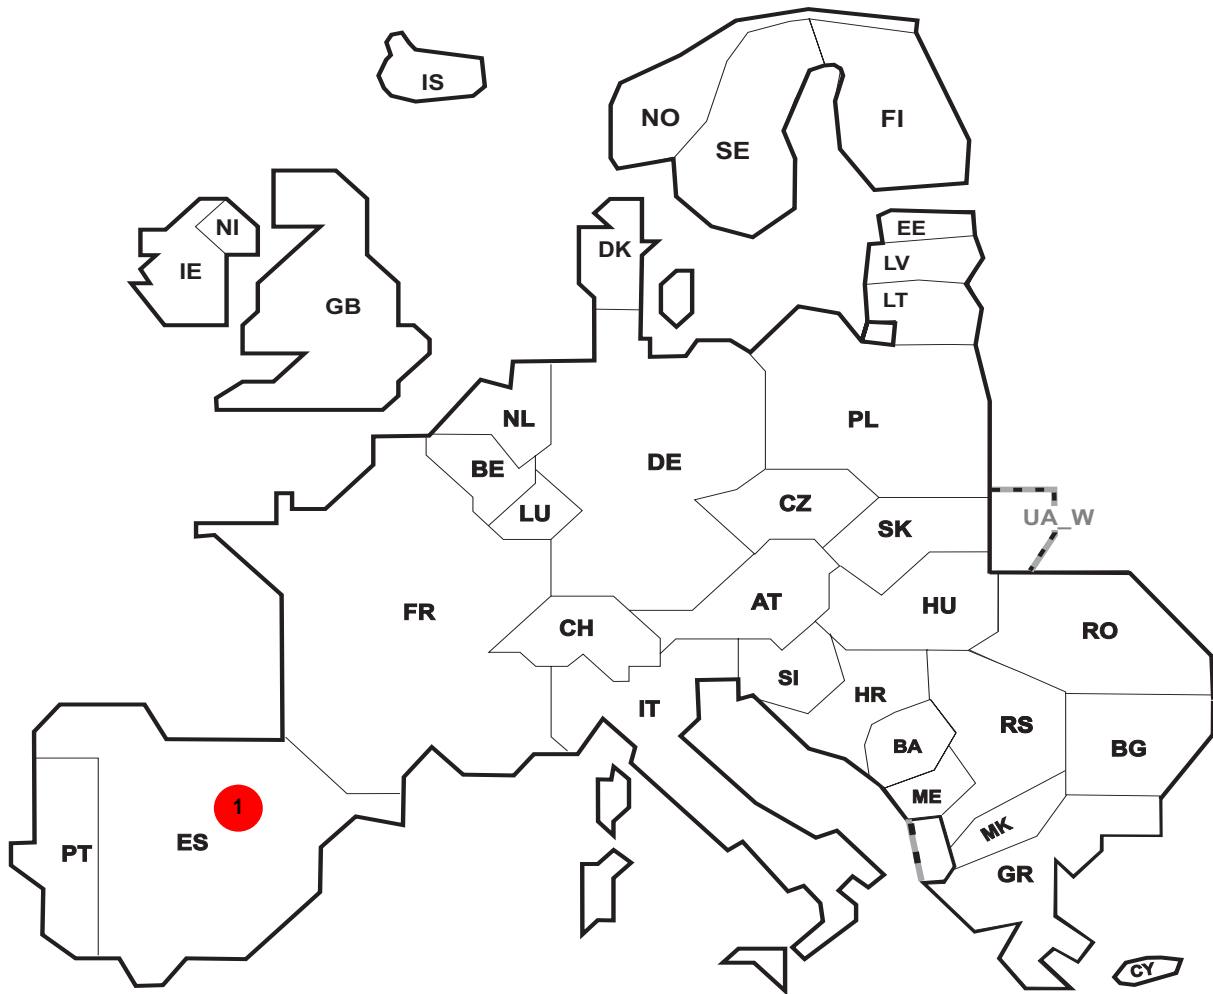 IS
NO
SE
FI
NI
IE
GB
DK
EE
LV
LT
NL
BE
LU
DE
PL
CZ
SK
UA_W
FR
CH
AT
HU
RO
SI
HR
IT
BA
RS
BG
ME
MK
GR
1
ES
PT
CY